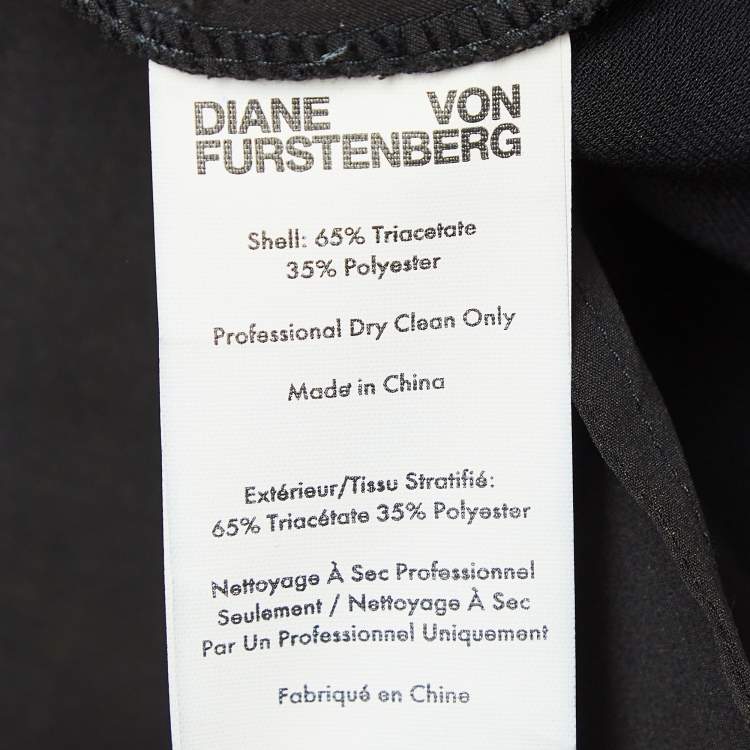 DIANE VON
FURSTENBERG
Shell: 65% Triacetate
35% Polyester
Professional Dry Clean Only
Made in China
Extérieur/Tissu Stratifié:
65% Triacétate 35% Polyester
Nettoyage À Sec Professionnel
Seulement / Nettoyage À Sec
Par Un Professionnel Uniquement
Fabriqué en Chine